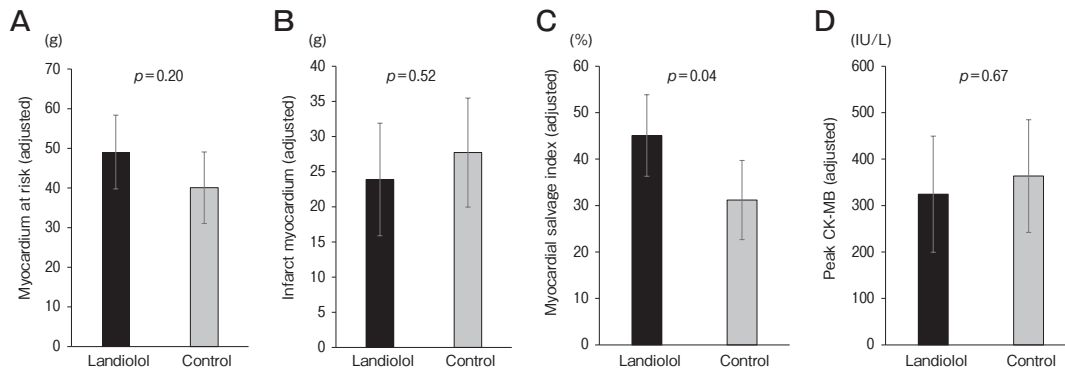 A
(g)
p=0.20
Myocardium at risk (adjusted)
70
60
50
40
30
20
10
0
Landiolol Control
B
(g)
p=0.52
Infarct myocardium (adjusted)
40
35
30
25
20
15
10
5
0
Landiolol Control
C
(%)
p=0.04
Myocardial salvage index (adjusted)
60
50
40
30
20
10
0
Landiolol Control
D
(IU/L)
p=0.67
Peak CK-MB (adjusted)
600
500
400
300
200
100
0
Landiolol Control